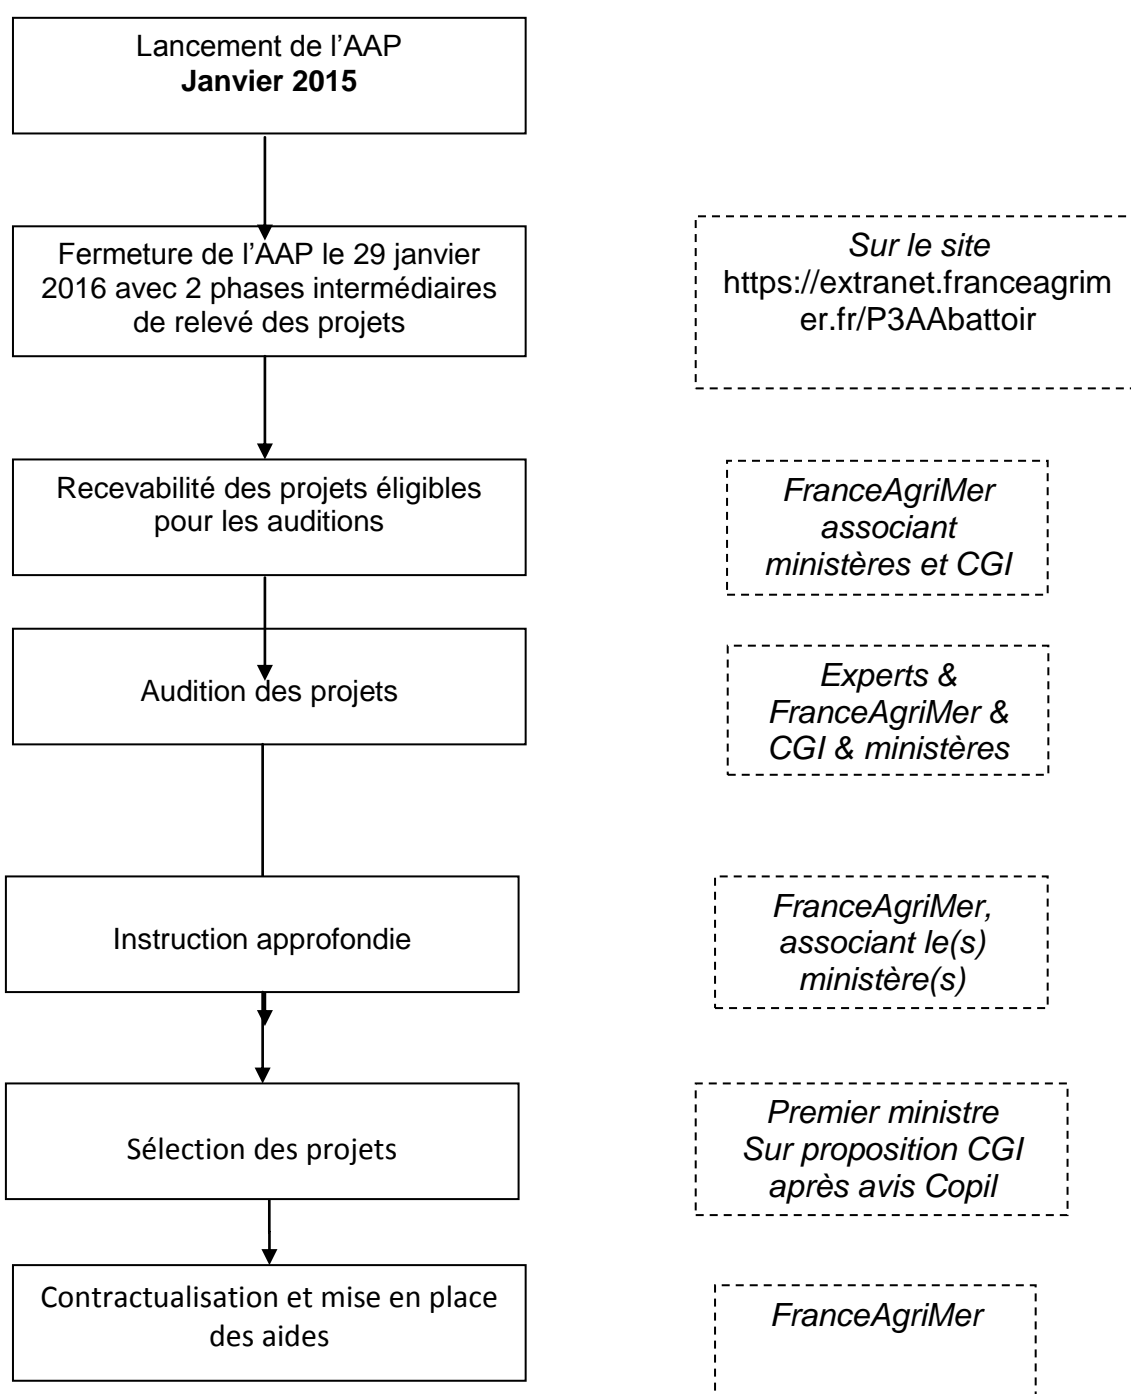 Lancement de l’AAP
Janvier 2015
Fermeture de l’AAP le 29 janvier
2016 avec 2 phases intermédiaires
de relevé des projets
Sur le site
https://extranet.franceagrim
er.fr/P3AAbattoir
Recevabilité des projets éligibles
pour les auditions
FranceAgriMer
associant
ministères et CGI
Audition des projets
Experts &
FranceAgriMer &
CGI & ministères
Instruction approfondie
FranceAgriMer,
associant le(s)
ministère(s)
Sélection des projets
Premier ministre
Sur proposition CGI
après avis Copil
Contractualisation et mise en place
des aides
FranceAgriMer